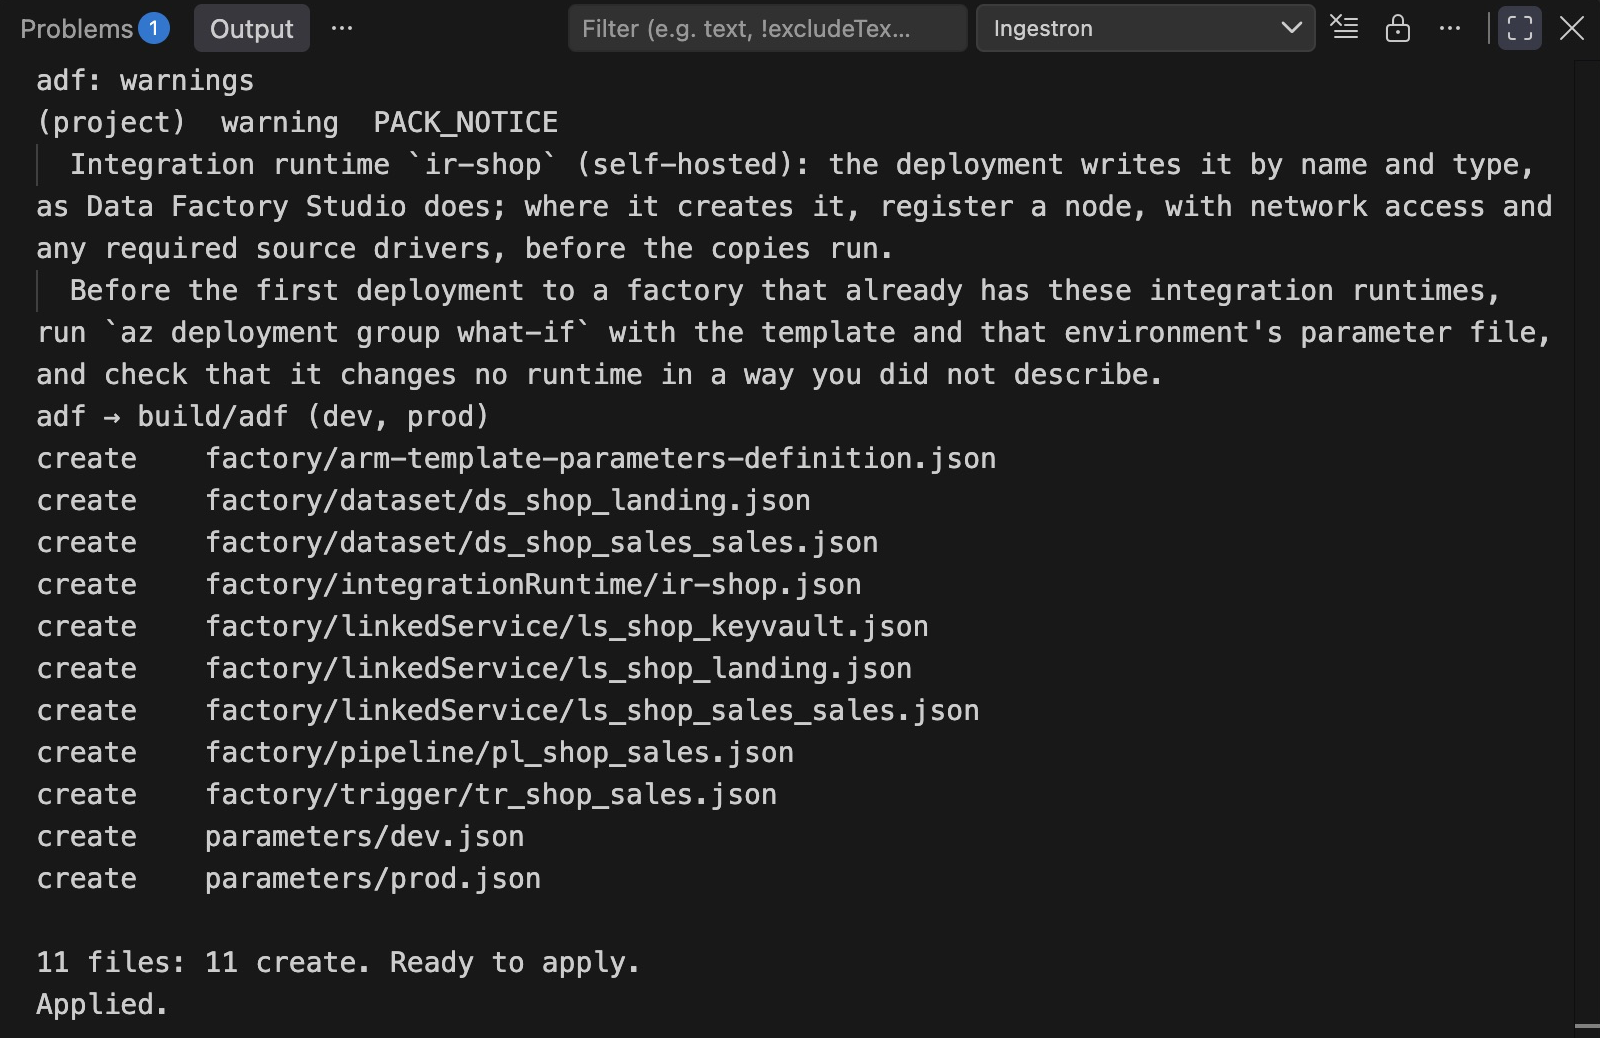 Problems 1 Output ··· Filter (e.g. text, !excludeTex... Ingestron
adf: warnings
(project)  warning  PACK_NOTICE
Integration runtime `ir-shop` (self-hosted): the deployment writes it by name and type,
as Data Factory Studio does; where it creates it, register a node, with network access and
any required source drivers, before the copies run.
Before the first deployment to a factory that already has these integration runtimes,
run `az deployment group what-if` with the template and that environment's parameter file,
and check that it changes no runtime in a way you did not describe.
adf → build/adf (dev, prod)
create    factory/arm-template-parameters-definition.json
create    factory/dataset/ds_shop_landing.json
create    factory/dataset/ds_shop_sales_sales.json
create    factory/integrationRuntime/ir-shop.json
create    factory/linkedService/ls_shop_keyvault.json
create    factory/linkedService/ls_shop_landing.json
create    factory/linkedService/ls_shop_sales_sales.json
create    factory/pipeline/pl_shop_sales.json
create    factory/trigger/tr_shop_sales.json
create    parameters/dev.json
create    parameters/prod.json
11 files: 11 create. Ready to apply.
Applied.